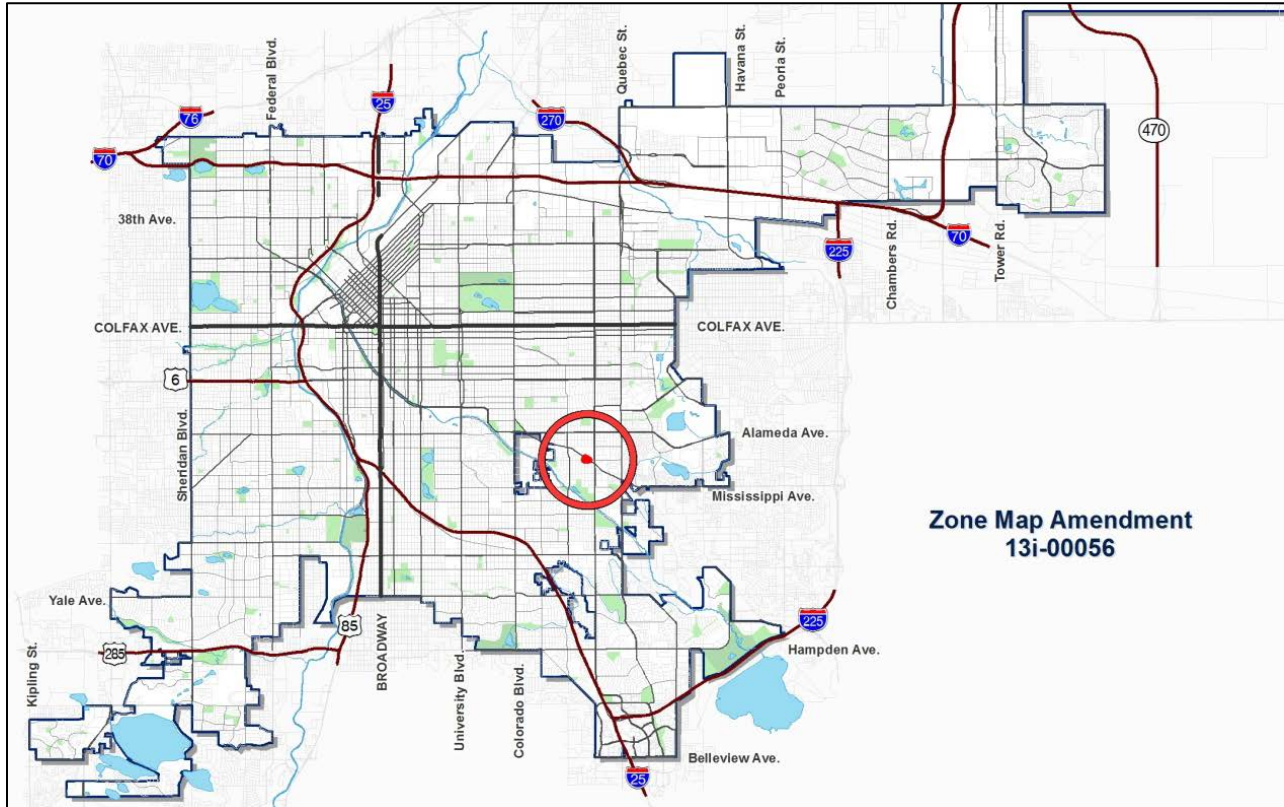 Federal Blvd.
Quebec St.
Havana St.
Peoria St.
25
76
270
470
70
38th Ave.
225
Chambers Rd.
70
Tower Rd.
COLFAX AVE.
COLFAX AVE.
6
Sheridan Blvd.
Alameda Ave.
Mississippi Ave.
Zone Map Amendment
13i-00056
Yale Ave.
85
225
285
Hampden Ave.
Kipling St.
BROADWAY
University Blvd.
Colorado Blvd.
Belleview Ave.
25